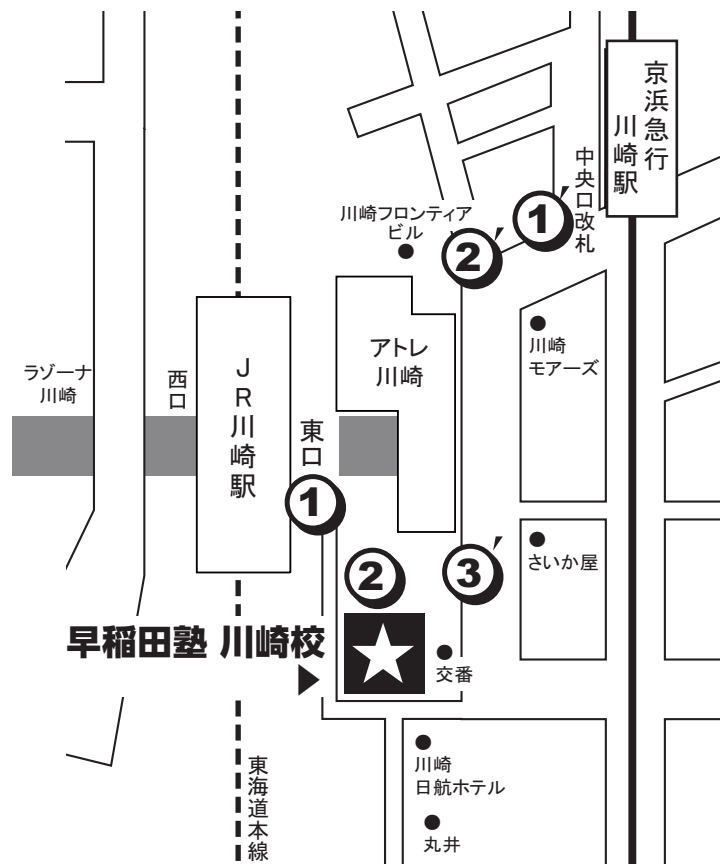 京浜急行
川崎駅
中央口改札
①′
川崎フロンティア
ビル
②′
アトレ
川崎
川崎
モアーズ
ラゾーナ
川崎
西口
JR川崎駅
東口
①
②
③′
さいか屋
早稲田塾 川崎校
交番
川崎
日航ホテル
丸井
東海道本線